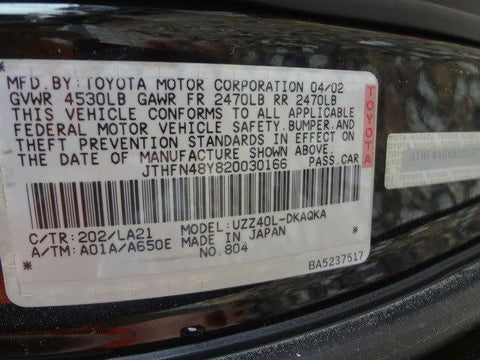 MFD.BY:TOYOTA MOTOR CORPORATION 04/02
GVWR 4530LB GAWR FR 2470LB RR 2470LB
THIS VEHICLE CONFORMS TO ALL APPLICABLE
FEDERAL MOTOR VEHICLE SAFETY,BUMPER,AND
THEFT PREVENTION STANDARDS IN EFFECT ON
THE DATE OF MANUFACTURE SHOWN ABOVE.
*JTHFN48Y820030166* PASS.CAR
TOYOTA
C/TR:202/LA21 MODEL:UZZ40L-DKAQKA
A/TM:A01A/A650E MADE IN JAPAN
NO.804
BA5237517